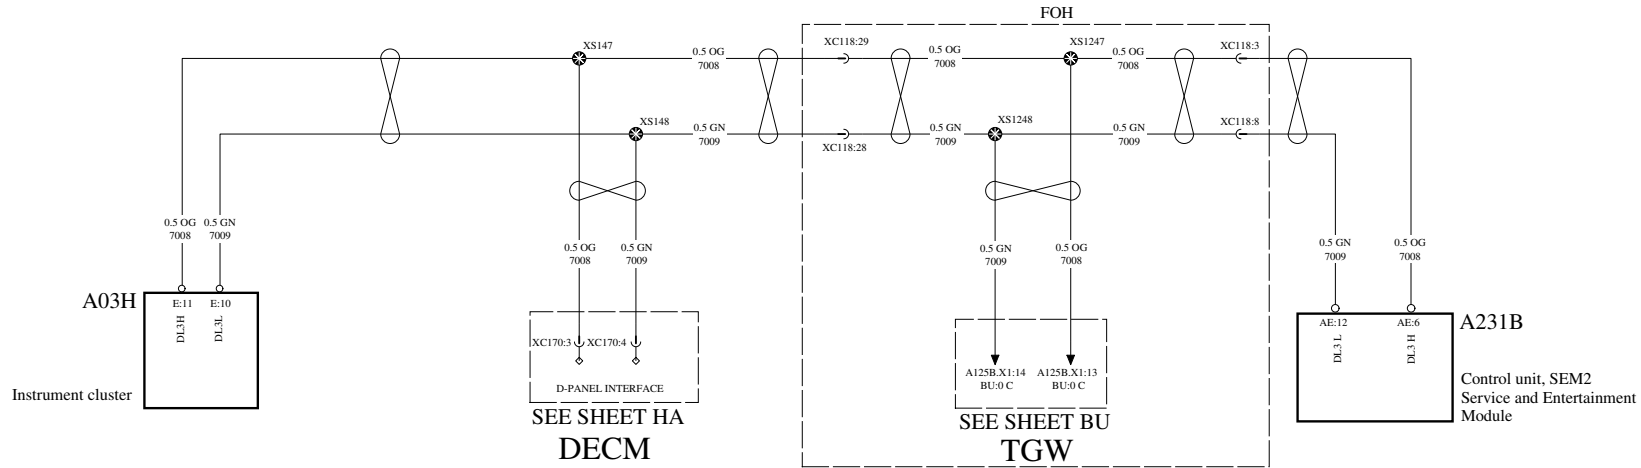 FOH
XS147
XC118:29
XS1247
XC118:3
0.5 OG
7008
0.5 OG
7008
0.5 OG
7008
XS148
XS1248
XC118:8
0.5 GN
7009
XC118:28
0.5 GN
7009
0.5 GN
7009
0.5 OG
7008
0.5 GN
7009
0.5 OG
7008
0.5 GN
7009
0.5 GN
7009
0.5 OG
7008
0.5 GN
7009
0.5 OG
7008
A03H
E:11
E:10
DL3H
DL3L
Instrument cluster
XC170:3
XC170:4
D-PANEL INTERFACE
SEE SHEET HA
DECM
A125B.X1:14
BU:0 C
A125B.X1:13
BU:0 C
SEE SHEET BU
TGW
AE:12
AE:6
DL3 L
DL3 H
A231B
Control unit, SEM2
Service and Entertainment
Module